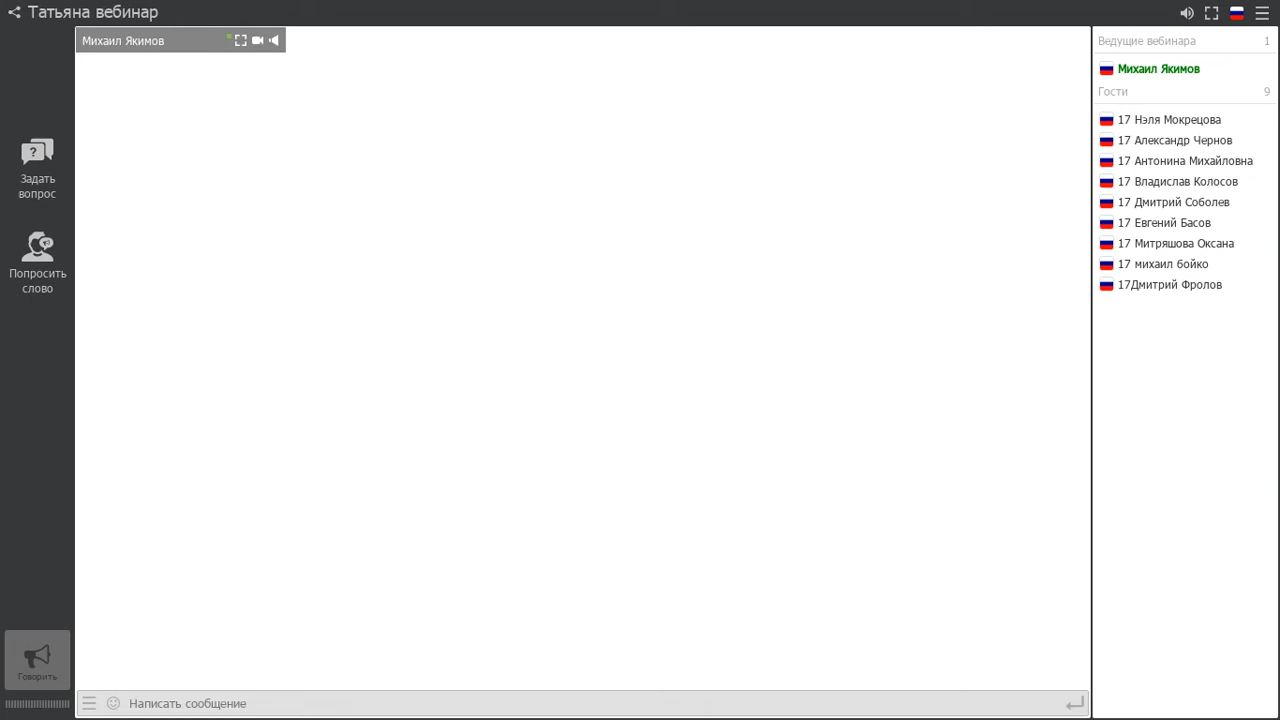 Татьяна вебинар
Михаил Якимов
Задать
вопрос
Попросить
слово
Говорить
Написать сообщение
Ведущие вебинара 1
Михаил Якимов
Гости 9
17 Нэля Мокрецова
17 Александр Чернов
17 Антонина Михайловна
17 Владислав Колосов
17 Дмитрий Соболев
17 Евгений Басов
17 Митряшова Оксана
17 михаил бойко
17Дмитрий Фролов